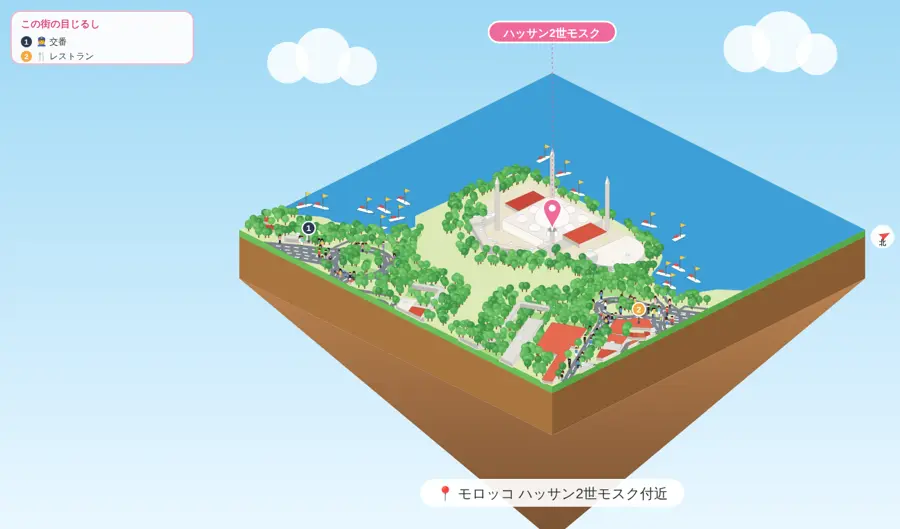 この街の目じるし
1 交番
2 レストラン
ハッサン2世モスク
1
2
北
モロッコ ハッサン2世モスク付近